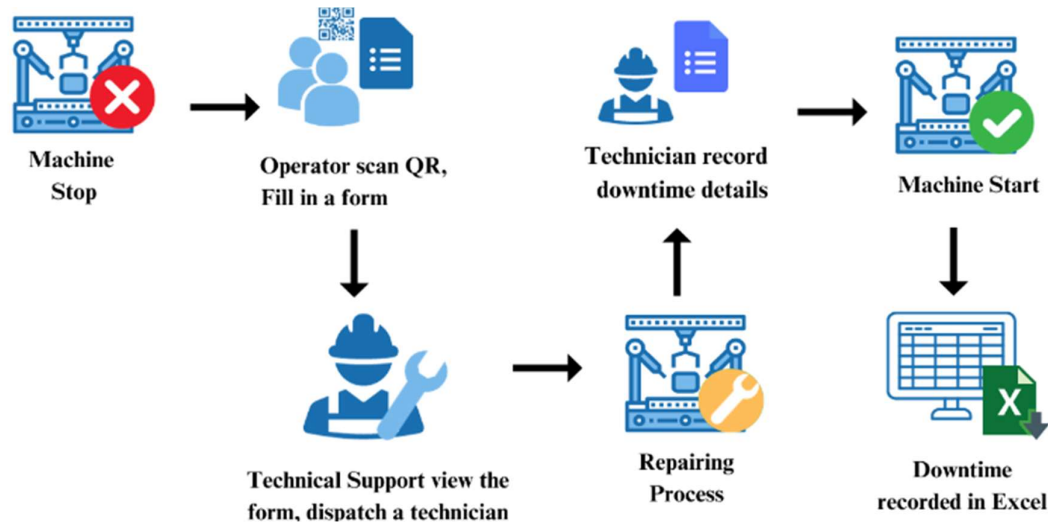 Machine
Stop
Operator scan QR,
Fill in a form
Technical Support view the
form, dispatch a technician
Repairing
Process
Technician record
downtime details
Machine Start
X
Downtime
recorded in Excel